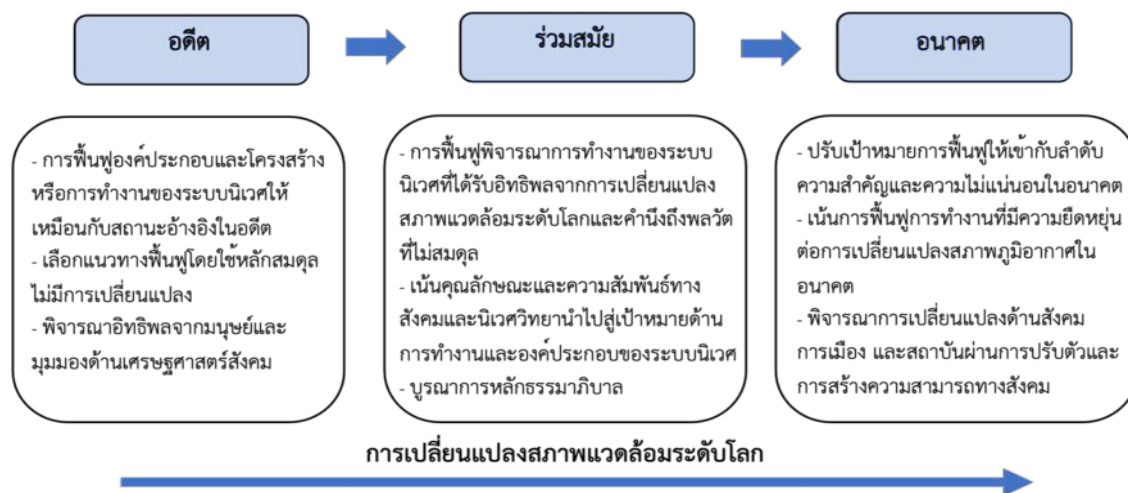 อดีต
ร่วมสมัย
อนาคต
- การฟื้นฟูองค์ประกอบและโครงสร้าง
หรือการทำงานของระบบนิเวศให้
เหมือนกับสถานะอ้างอิงในอดีต
- เลือกแนวทางฟื้นฟูโดยใช้หลักสมดุล
ไม่มีการเปลี่ยนแปลง
- พิจารณาอิทธิพลจากมนุษย์และ
มุมมองด้านเศรษฐศาสตร์สังคม
- การฟื้นฟูพิจารณาการทำงานของระบบ
นิเวศที่ได้รับอิทธิพลจากการเปลี่ยนแปลง
สภาพแวดล้อมระดับโลกและคำนึงถึงพลวัต
ที่ไม่สมดุล
- เน้นคุณลักษณะและความสัมพันธ์ทาง
สังคมและนิเวศวิทยานำไปสู่เป้าหมายด้าน
การทำงานและองค์ประกอบของระบบนิเวศ
- บูรณาการหลักธรรมาภิบาล
- ปรับเป้าหมายการฟื้นฟูให้เข้ากับลำดับ
ความสำคัญและความไม่แน่นอนในอนาคต
- เน้นการฟื้นฟูการทำงานที่มีความยืดหยุ่น
ต่อการเปลี่ยนแปลงสภาพภูมิอากาศใน
อนาคต
- พิจารณาการเปลี่ยนแปลงด้านสังคม
การเมือง และสถาบันผ่านการปรับตัวและ
การสร้างความสามารถทางสังคม
การเปลี่ยนแปลงสภาพแวดล้อมระดับโลก